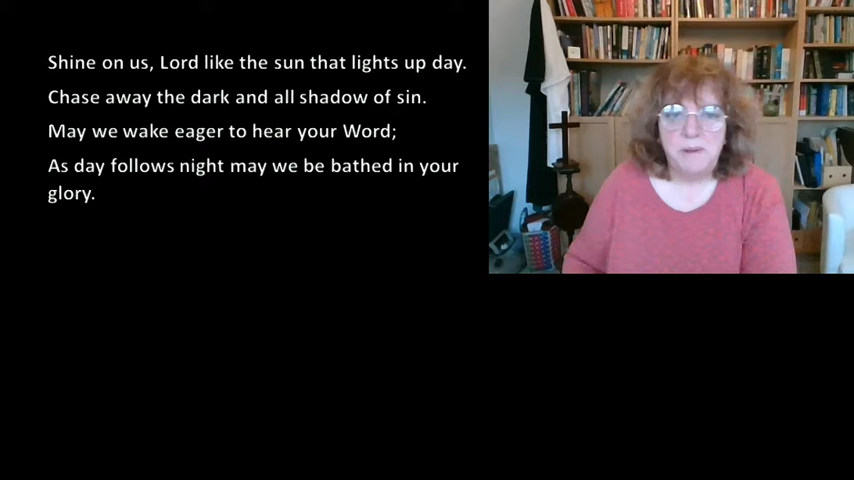 Shine on us, Lord like the sun that lights up day.
Chase away the dark and all shadow of sin.
May we wake eager to hear your Word;
As day follows night may we be bathed in your
glory.